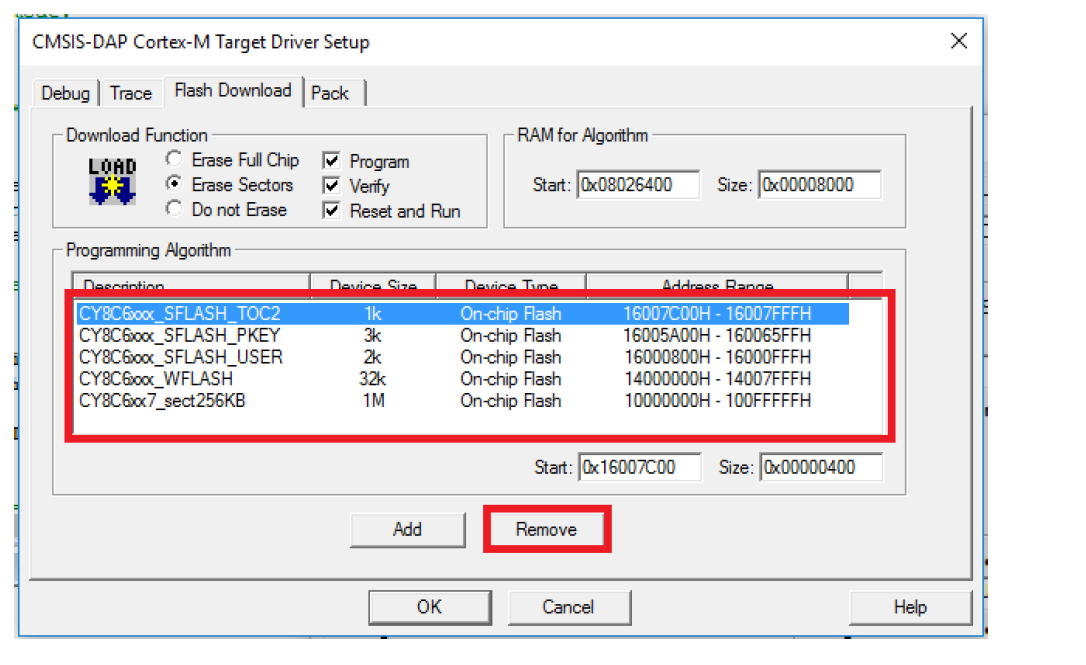 CMSIS-DAP Cortex-M Target Driver Setup
Debug Trace Flash Download Pack
Download Function RAM for Algorithm
LOAD Erase Full Chip Program
Erase Sectors Verify Start: 0x08026400 Size: 0x00008000
Do not Erase Reset and Run
Programming Algorithm
Description Device Size Device Type Address Range
CY8C6xxx_SFLASH_TOC2 1k On-chip Flash 16007C00H - 16007FFFH
CY8C6xxx_SFLASH_PKEY 3k On-chip Flash 16005A00H - 160065FFH
CY8C6xxx_SFLASH_USER 2k On-chip Flash 16000800H - 16000FFFH
CY8C6xxx_WFLASH 32k On-chip Flash 14000000H - 14007FFFH
CY8C6xx7_sect256KB 1M On-chip Flash 10000000H - 100FFFFFH
Start: 0x16007C00 Size: 0x00000400
Add Remove
OK Cancel Help